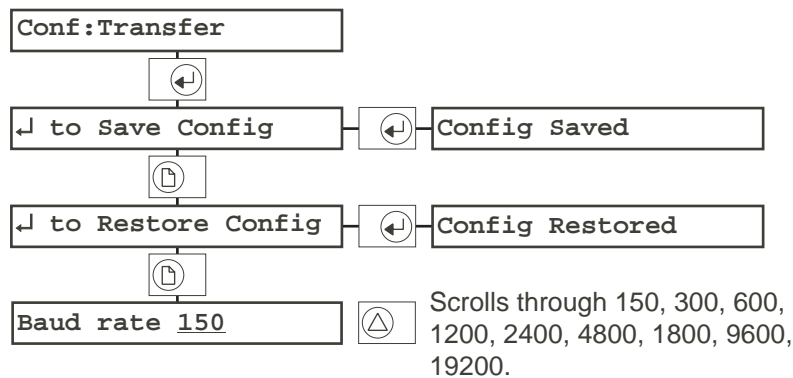 Conf:Transfer
↵ to Save Config
Config Saved
↵ to Restore Config
Config Restored
Baud rate 150
Scrolls through 150, 300, 600,
1200, 2400, 4800, 1800, 9600,
19200.